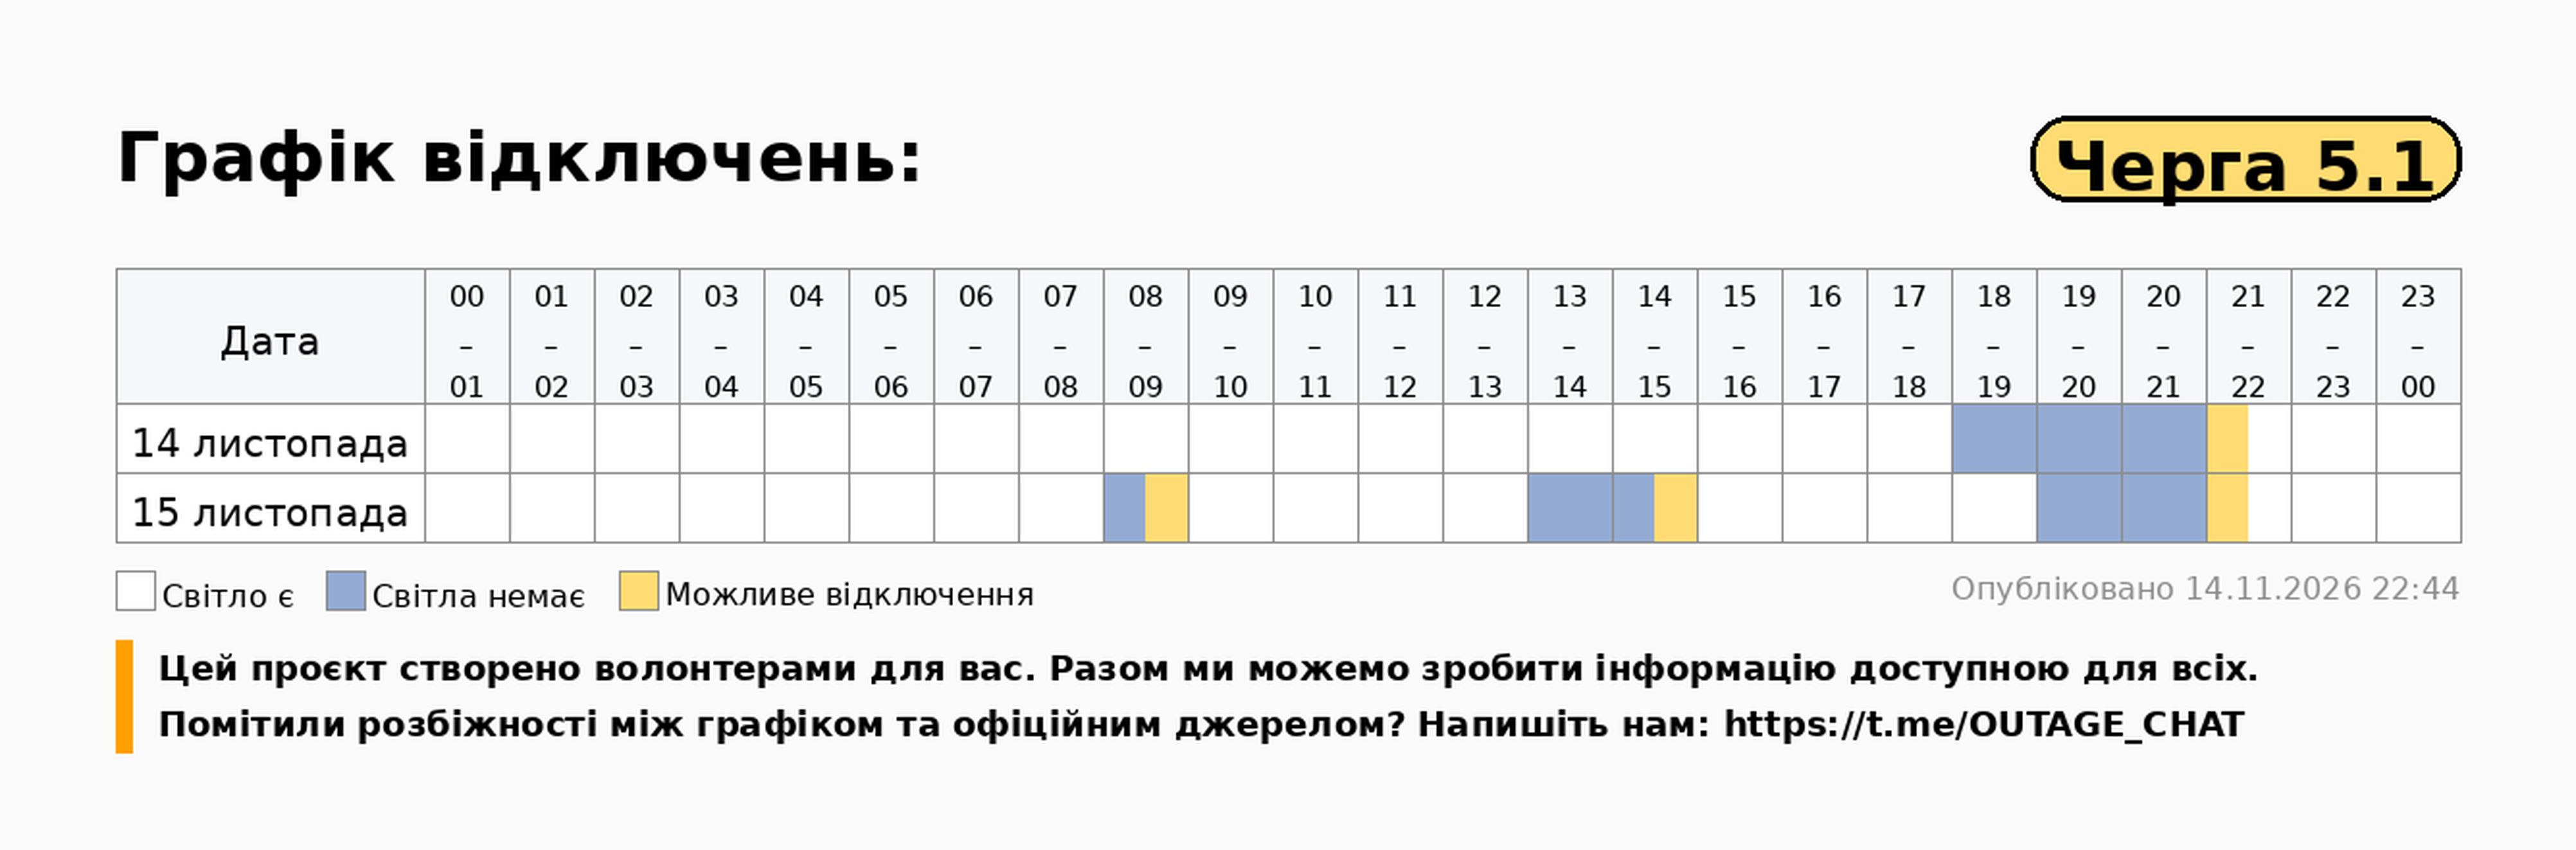 Графік відключень:
Черга 5.1
Дата 00 – 01 01 – 02 02 – 03 03 – 04 04 – 05 05 – 06 06 – 07 07 – 08 08 – 09 09 – 10 10 – 11 11 – 12 12 – 13 13 – 14 14 – 15 15 – 16 16 – 17 17 – 18 18 – 19 19 – 20 20 – 21 21 – 22 22 – 23 23 – 00
14 листопада
15 листопада
Світло є Світла немає Можливе відключення
Опубліковано 14.11.2026 22:44
Цей проєкт створено волонтерами для вас. Разом ми можемо зробити інформацію доступною для всіх.
Помітили розбіжності між графіком та офіційним джерелом? Напишіть нам: https://t.me/OUTAGE_CHAT